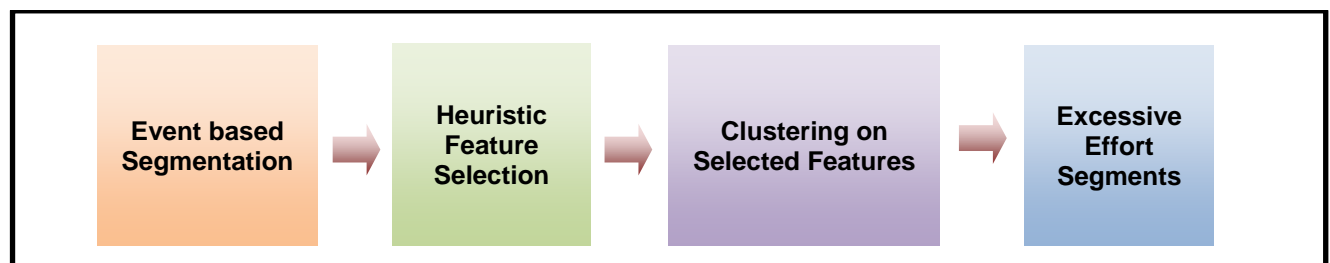 Event based
Segmentation
Heuristic
Feature
Selection
Clustering on
Selected Features
Excessive
Effort
Segments